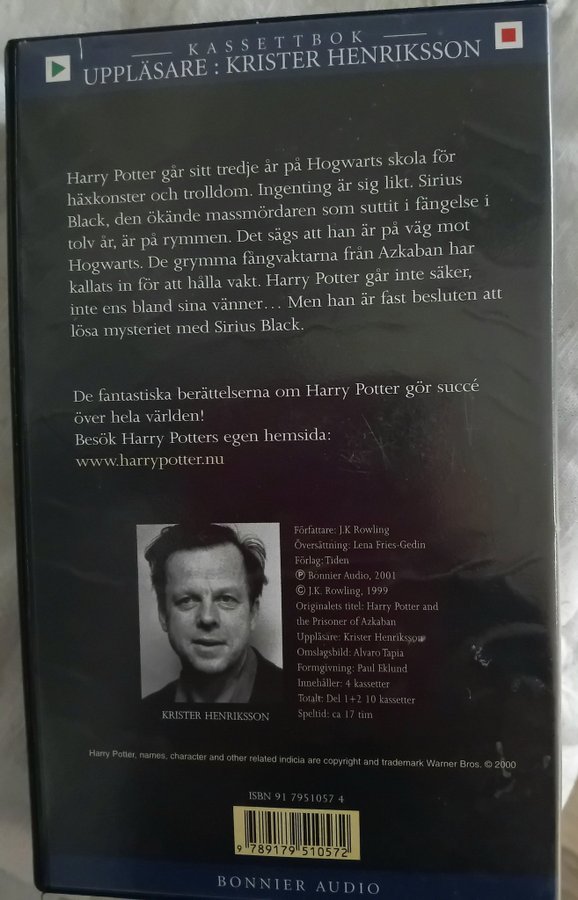 KASSETTBOK
UPPLÄSARE : KRISTER HENRIKSSON
Harry Potter går sitt tredje år på Hogwarts skola för
häxkonster och trolldom. Ingenting är sig likt. Sirius
Black, den ökände massmördaren som suttit i fängelse i
tolv år, är på rymmen. Det sägs att han är på väg mot
Hogwarts. De grymma fångvaktarna från Azkaban har
kallats in för att hålla vakt. Harry Potter går inte säker,
inte ens bland sina vänner… Men han är fast besluten att
lösa mysteriet med Sirius Black.
De fantastiska berättelserna om Harry Potter gör succé
över hela världen!
Besök Harry Potters egen hemsida:
www.harrypotter.nu
Författare: J.K Rowling
Översättning: Lena Fries-Gedin
Förlag: Tiden
℗ Bonnier Audio, 2001
© J.K. Rowling, 1999
Originalets titel: Harry Potter and
the Prisoner of Azkaban
Uppläsare: Krister Henriksson
Omslagsbild: Alvaro Tapia
Formgivning: Paul Eklund
Innehåller: 4 kassetter
Totalt: Del 1+2 10 kassetter
Speltid: ca 17 tim
KRISTER HENRIKSSON
Harry Potter, names, character and other related indicia are copyright and trademark Warner Bros. © 2000
ISBN 91 7951057 4
9 789179 510572
BONNIER AUDIO